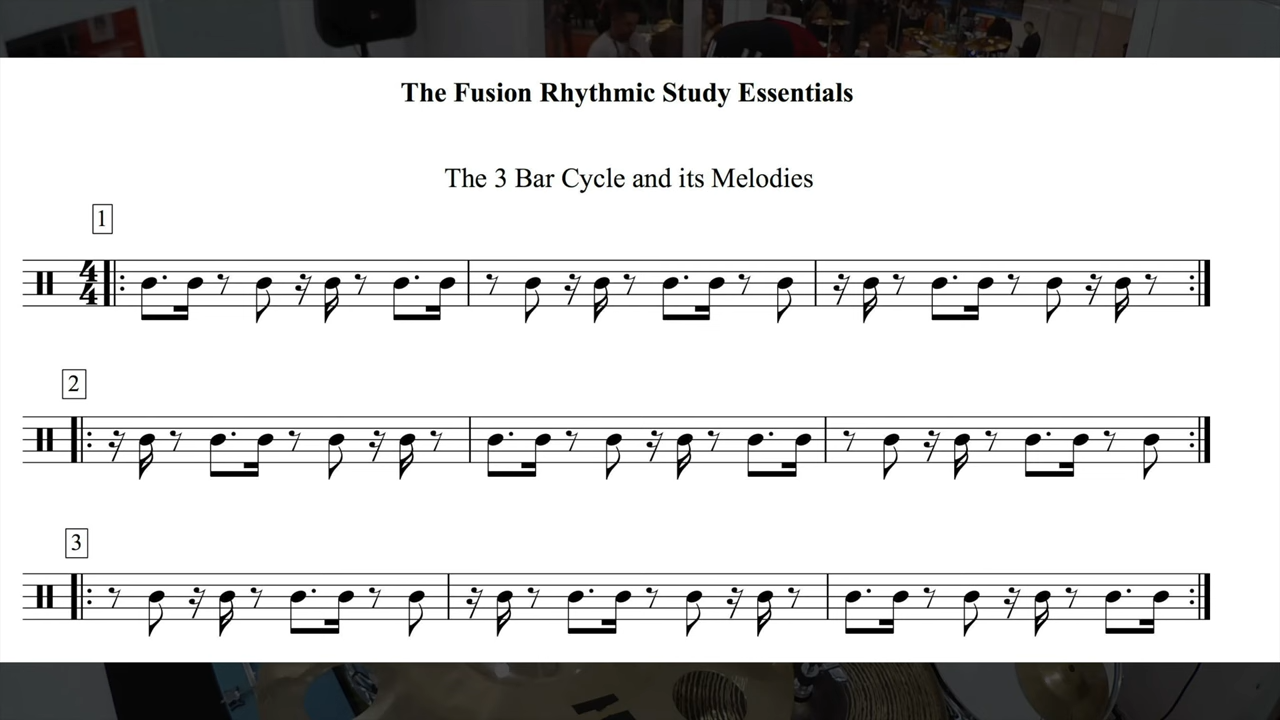 The Fusion Rhythmic Study Essentials
The 3 Bar Cycle and its Melodies
1
4
4
2
3